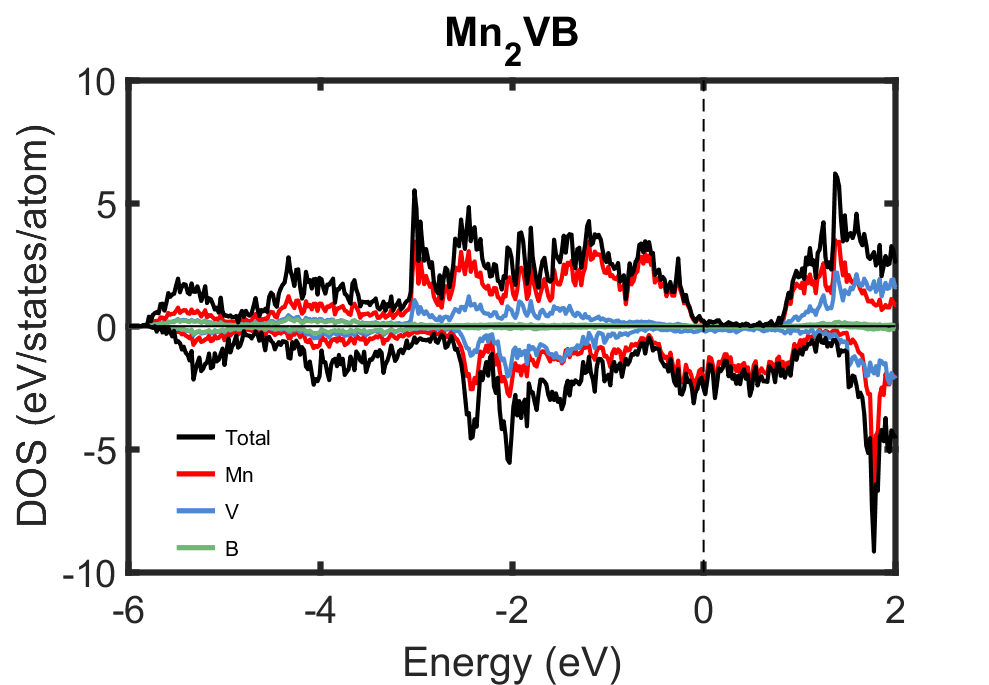 Mn₂VB
DOS (eV/states/atom)
10
5
0
-5
-10
Total
Mn
V
B
-6
-4
-2
0
2
Energy (eV)